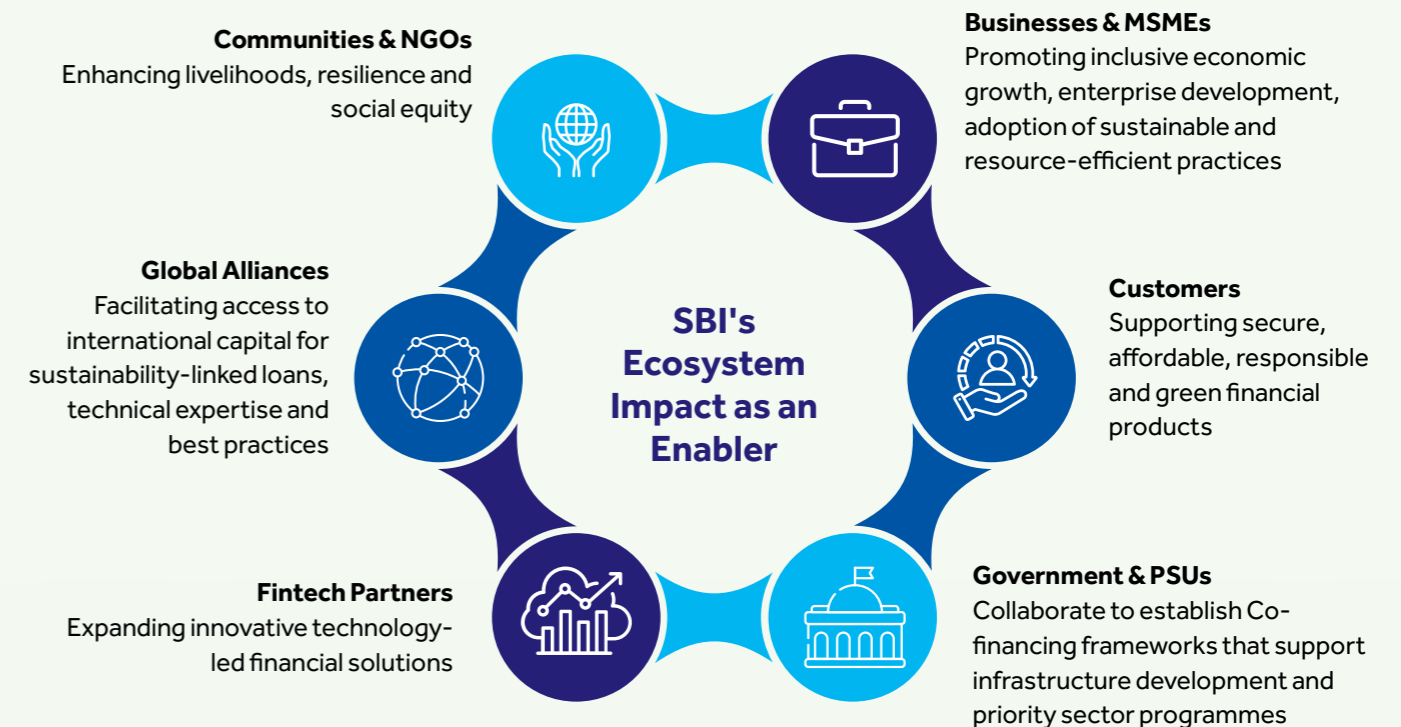 Communities & NGOs
Enhancing livelihoods, resilience and
social equity
Businesses & MSMEs
Promoting inclusive economic
growth, enterprise development,
adoption of sustainable and
resource-efficient practices
Global Alliances
Facilitating access to
international capital for
sustainability-linked loans,
technical expertise and
best practices
SBI's
Ecosystem
Impact as an
Enabler
Customers
Supporting secure,
affordable, responsible
and green financial
products
Fintech Partners
Expanding innovative technology-
led financial solutions
Government & PSUs
Collaborate to establish Co-
financing frameworks that support
infrastructure development and
priority sector programmes